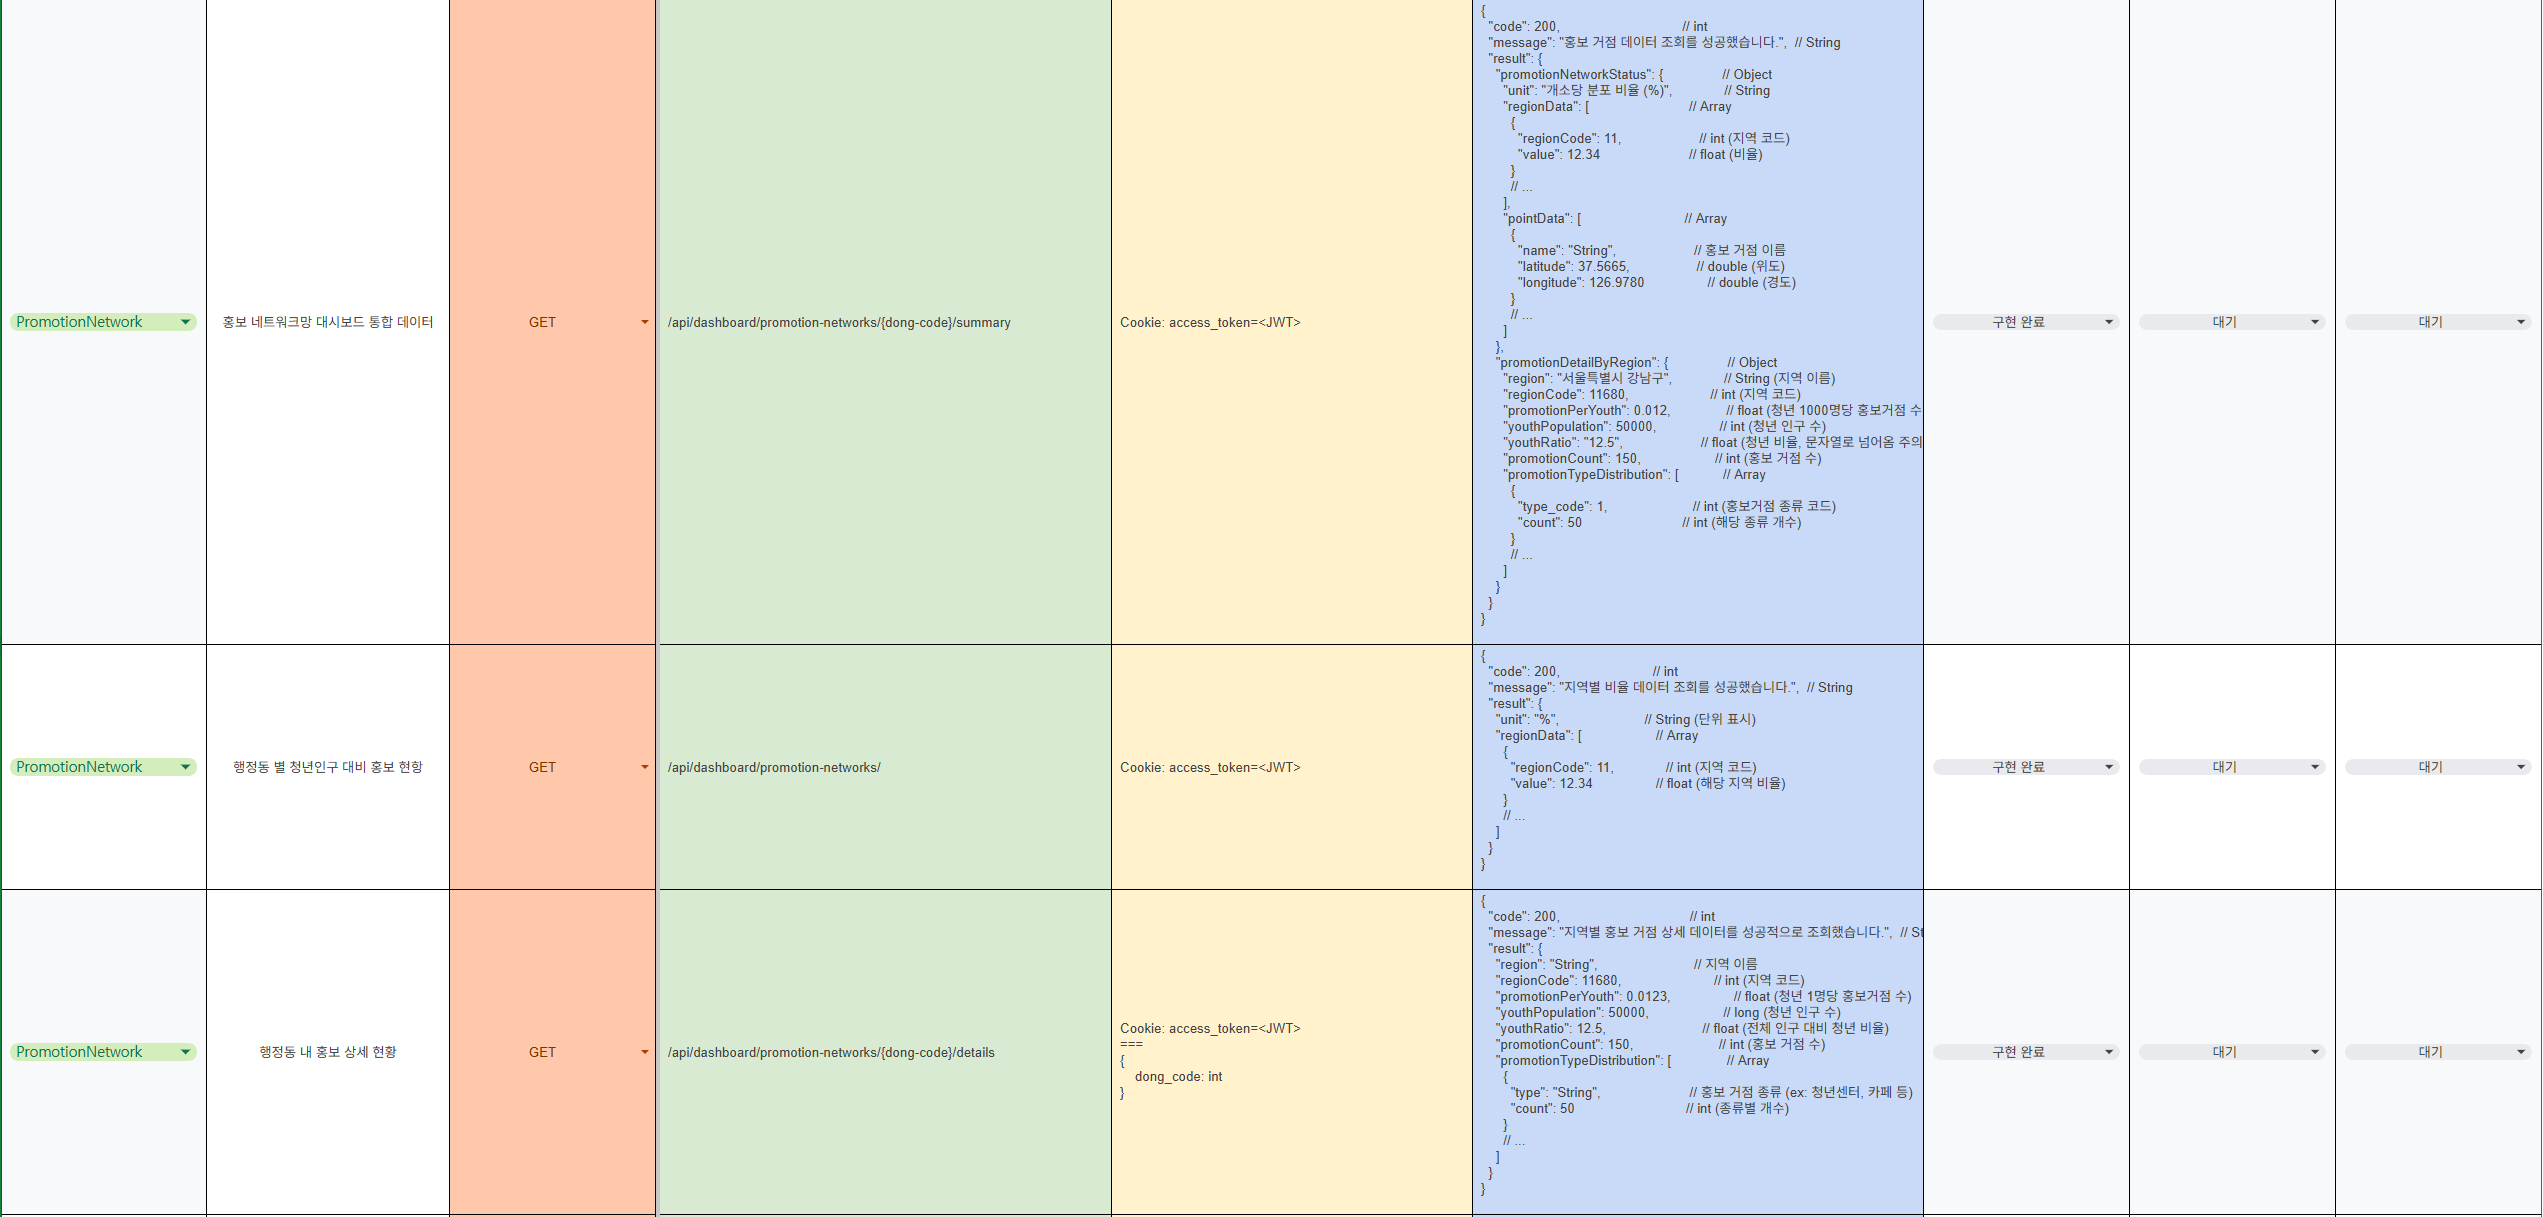 PromotionNetwork
홍보 네트워크망 대시보드 통합 데이터
GET
/api/dashboard/promotion-networks/{dong-code}/summary
Cookie: access_token=<JWT>
{
"code": 200, // int
"message": "홍보 거점 데이터 조회를 성공했습니다.", // String
"result": {
"promotionNetworkStatus": { // Object
"unit": "개소당 분포 비율 (%)", // String
"regionData": [ // Array
{
"regionCode": 11, // int (지역 코드)
"value": 12.34 // float (비율)
}
// ...
],
"pointData": [ // Array
{
"name": "String", // 홍보 거점 이름
"latitude": 37.5665, // double (위도)
"longitude": 126.9780 // double (경도)
}
// ...
]
},
"promotionDetailByRegion": { // Object
"region": "서울특별시 강남구", // String (지역 이름)
"regionCode": 11680, // int (지역 코드)
"promotionPerYouth": 0.012, // float (청년 1000명당 홍보거점 수
"youthPopulation": 50000, // int (청년 인구 수)
"youthRatio": "12.5", // float (청년 비율, 문자열로 넘어옴 주의
"promotionCount": 150, // int (홍보 거점 수)
"promotionTypeDistribution": [ // Array
{
"type_code": 1, // int (홍보거점 종류 코드)
"count": 50 // int (해당 종류 개수)
}
// ...
]
}
}
}
구현 완료
대기
대기
PromotionNetwork
행정동 별 청년인구 대비 홍보 현항
GET
/api/dashboard/promotion-networks/
Cookie: access_token=<JWT>
{
"code": 200, // int
"message": "지역별 비율 데이터 조회를 성공했습니다.", // String
"result": {
"unit": "%", // String (단위 표시)
"regionData": [ // Array
{
"regionCode": 11, // int (지역 코드)
"value": 12.34 // float (해당 지역 비율)
}
// ...
]
}
}
구현 완료
대기
대기
PromotionNetwork
행정동 내 홍보 상세 현황
GET
/api/dashboard/promotion-networks/{dong-code}/details
Cookie: access_token=<JWT>
===
{
dong_code: int
}
{
"code": 200, // int
"message": "지역별 홍보 거점 상세 데이터를 성공적으로 조회했습니다.", // St
"result": {
"region": "String", // 지역 이름
"regionCode": 11680, // int (지역 코드)
"promotionPerYouth": 0.0123, // float (청년 1명당 홍보거점 수)
"youthPopulation": 50000, // long (청년 인구 수)
"youthRatio": 12.5, // float (전체 인구 대비 청년 비율)
"promotionCount": 150, // int (홍보 거점 수)
"promotionTypeDistribution": [ // Array
{
"type": "String", // 홍보 거점 종류 (ex: 청년센터, 카페 등)
"count": 50 // int (종류별 개수)
}
// ...
]
}
}
구현 완료
대기
대기